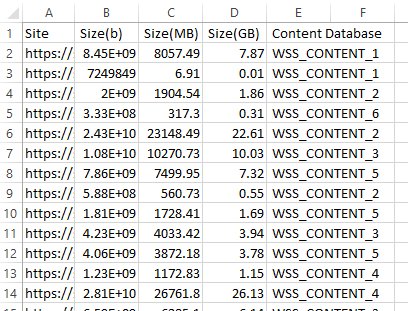 A B C D E F
1 Site Size(b) Size(MB) Size(GB) Content Database
2 https:// 8.45E+09 8057.49 7.87 WSS_CONTENT_1
3 https:// 7249849 6.91 0.01 WSS_CONTENT_1
4 https:// 2E+09 1904.54 1.86 WSS_CONTENT_2
5 https:// 3.33E+08 317.3 0.31 WSS_CONTENT_6
6 https:// 2.43E+10 23148.49 22.61 WSS_CONTENT_2
7 https:// 1.08E+10 10270.73 10.03 WSS_CONTENT_3
8 https:// 7.86E+09 7499.95 7.32 WSS_CONTENT_5
9 https:// 5.88E+08 560.73 0.55 WSS_CONTENT_2
10 https:// 1.81E+09 1728.41 1.69 WSS_CONTENT_5
11 https:// 4.23E+09 4033.42 3.94 WSS_CONTENT_3
12 https:// 4.06E+09 3872.18 3.78 WSS_CONTENT_5
13 https:// 1.23E+09 1172.83 1.15 WSS_CONTENT_4
14 https:// 2.81E+10 26761.8 26.13 WSS_CONTENT_4